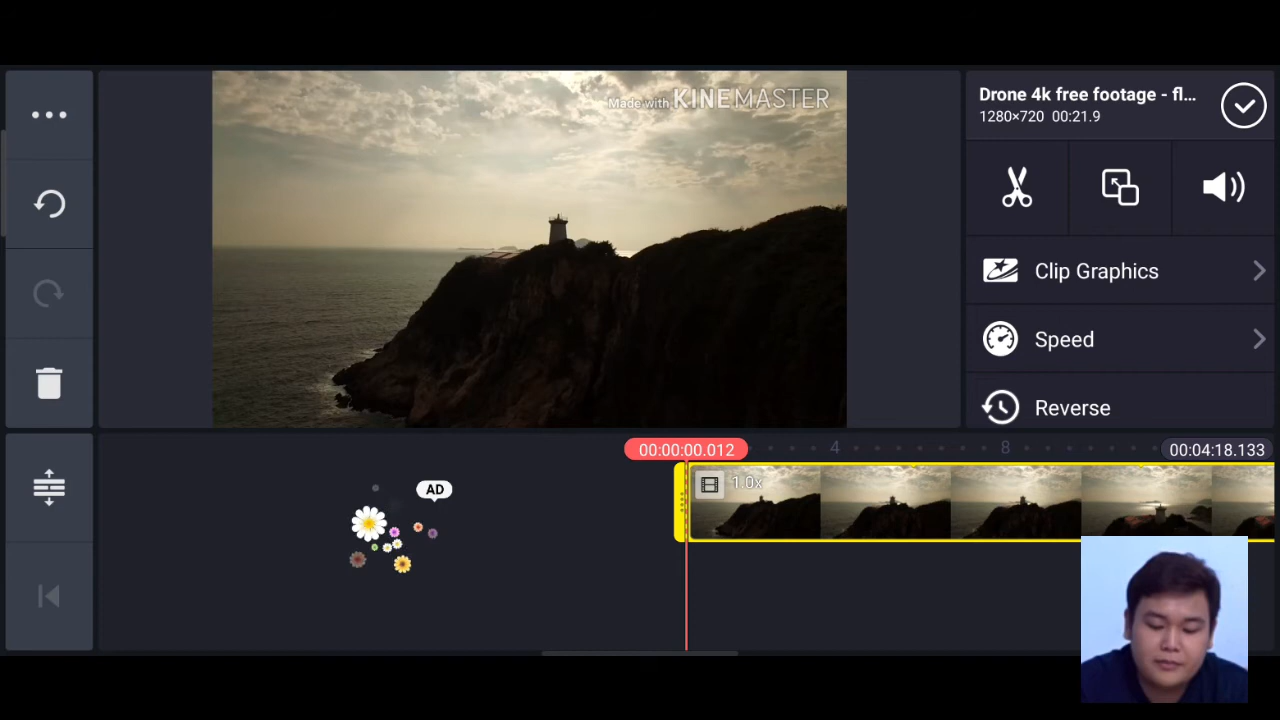 Made with KINEMASTER
Drone 4k free footage - fl...
1280×720 00:21.9
Clip Graphics
Speed
Reverse
00:00:00.012
4
8
00:04:18.133
1.0x
AD